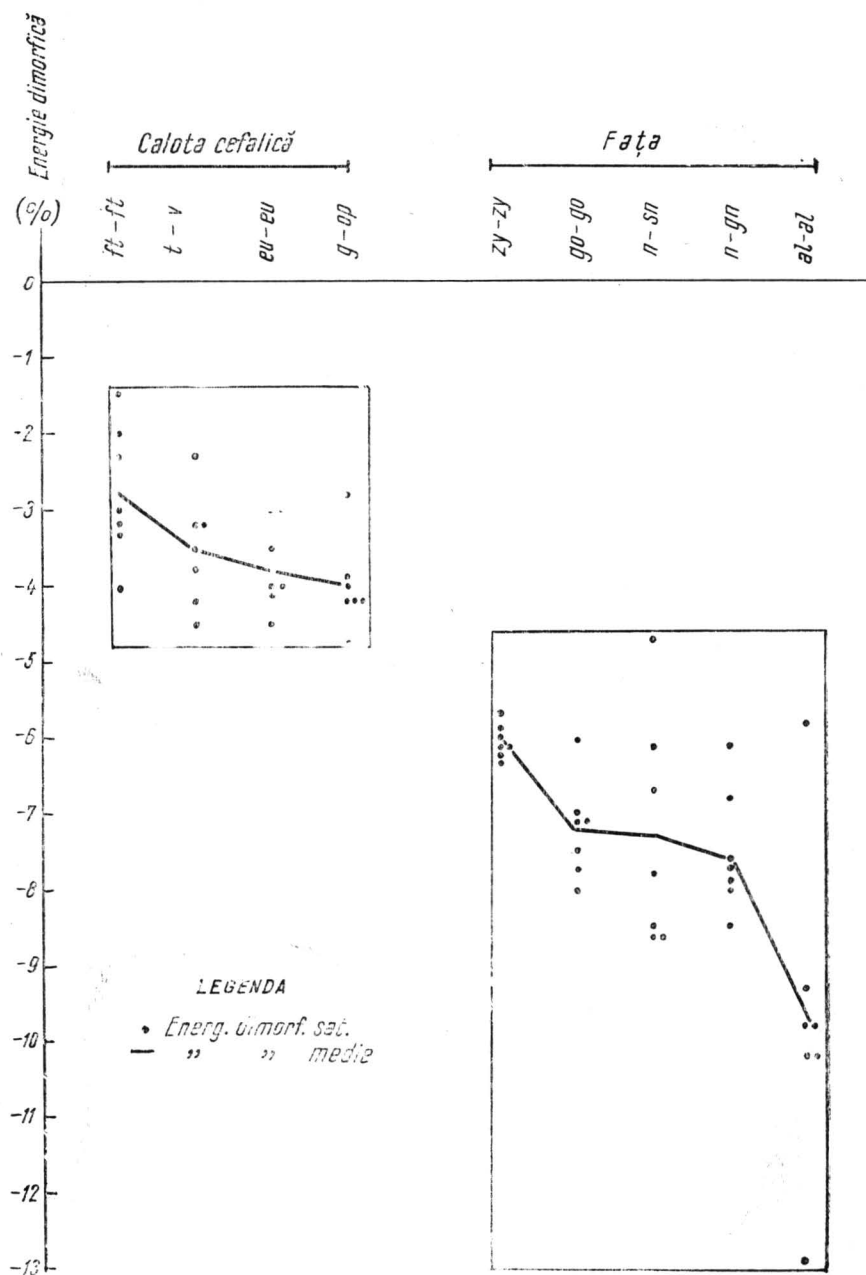 Energie dimorfică
(%)
Calota cefalică
Fața
ft-ft
t-v
eu-eu
g-op
zy-zy
go-go
n-sn
n-gn
al-al
0
-1
-2
-3
-4
-5
-6
-7
-8
-9
-10
-11
-12
-13
LEGENDA
Energ. dimorf. sat.
" " medie